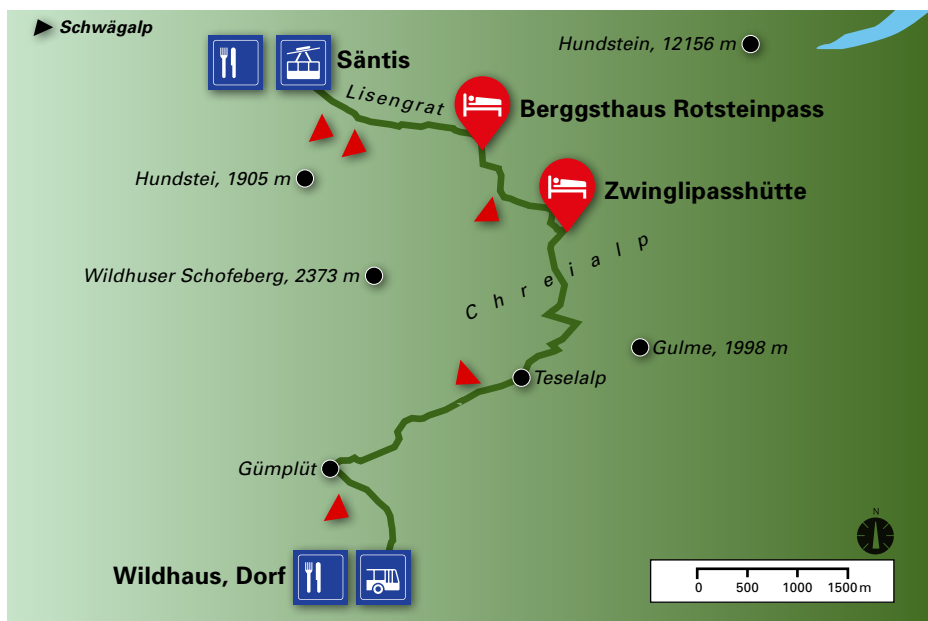 Schwägalp
Hundstein, 12156 m
Säntis
Lisengrat
Berggsthaus Rotsteinpass
Hundstei, 1905 m
Zwinglipasshütte
Chreialp
Wildhuser Schofeberg, 2373 m
Gulme, 1998 m
Teselalp
Gümplüt
N
Wildhaus, Dorf
0 500 1000 1500 m